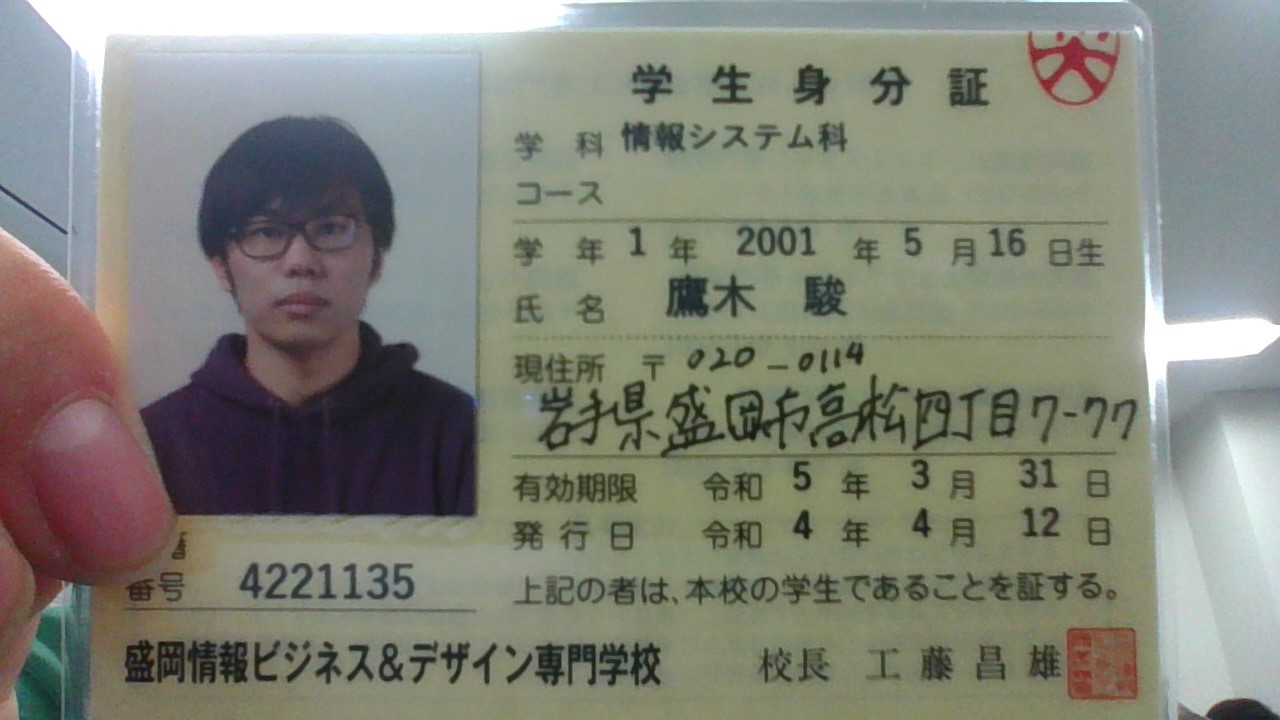 学生身分証
学科 情報システム科
コース
学年 1 年 2001 年 5 月 16 日生
氏名 鷹木 駿
現住所 〒 020-0114
岩手県盛岡市高松四丁目7-77
有効期限 令和 5 年 3 月 31 日
発行日 令和 4 年 4 月 12 日
番号 4221135
上記の者は、本校の学生であることを証する。
盛岡情報ビジネス&デザイン専門学校 校長 工藤昌雄